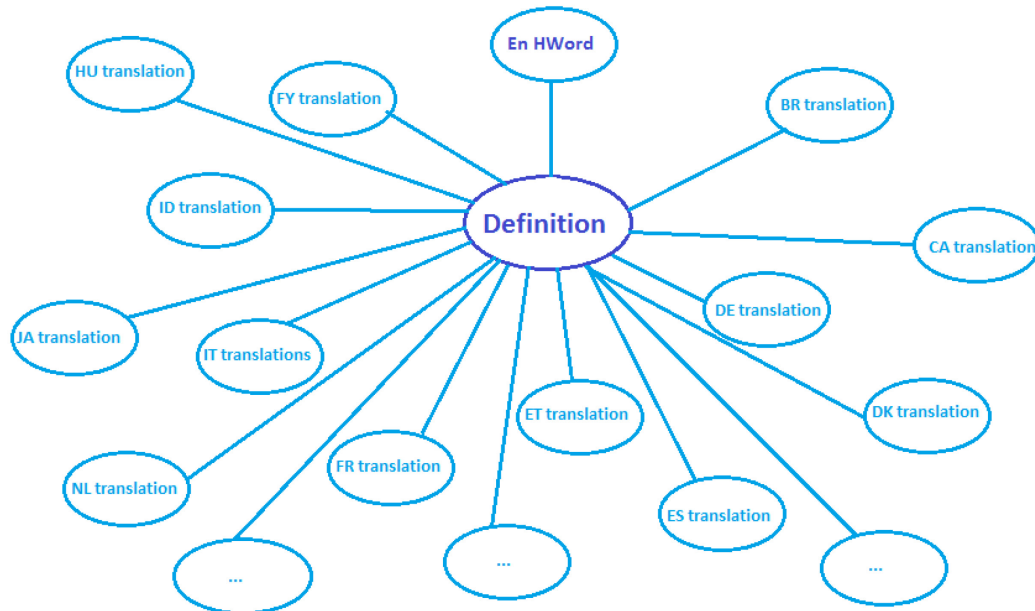 En HWord
HU translation
FY translation
BR translation
ID translation
Definition
CA translation
JA translation
IT translations
DE translation
ET translation
DK translation
FR translation
NL translation
ES translation
...
...
...